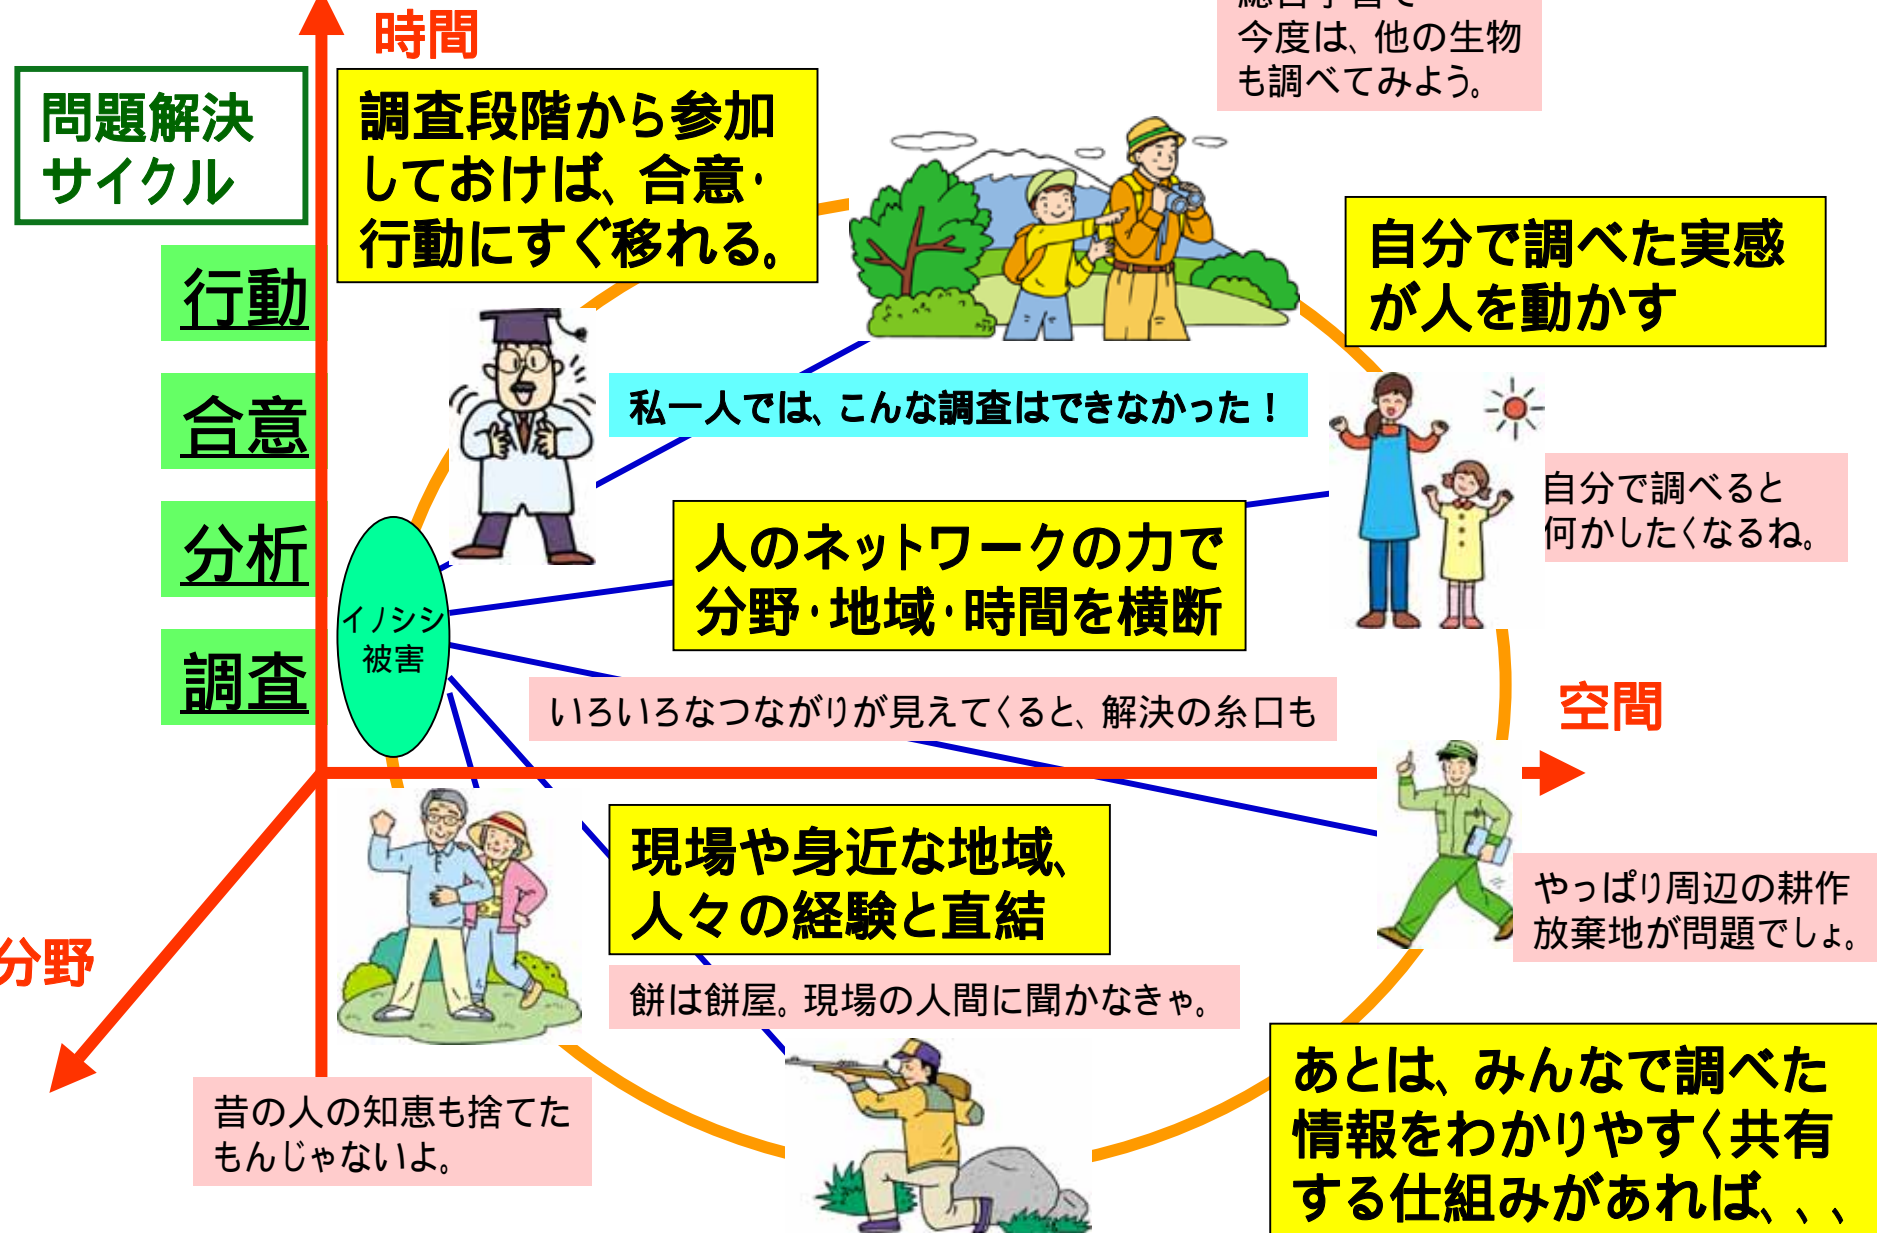 時間
総合学習で
今度は、他の生物
も調べてみよう。
問題解決
サイクル
調査段階から参加
しておけば、合意・
行動にすぐ移れる。
自分で調べた実感
が人を動かす
行動
合意
分析
調査
私一人では、こんな調査はできなかった！
自分で調べると
何かしたくなるね。
人のネットワークの力で
分野・地域・時間を横断
イノシシ
被害
いろいろなつながりが見えてくると、解決の糸口も
空間
現場や身近な地域、
人々の経験と直結
やっぱり周辺の耕作
放棄地が問題でしょ。
分野
餅は餅屋。現場の人間に聞かなきゃ。
昔の人の知恵も捨てた
もんじゃないよ。
あとは、みんなで調べた
情報をわかりやすく共有
する仕組みがあれば、、、